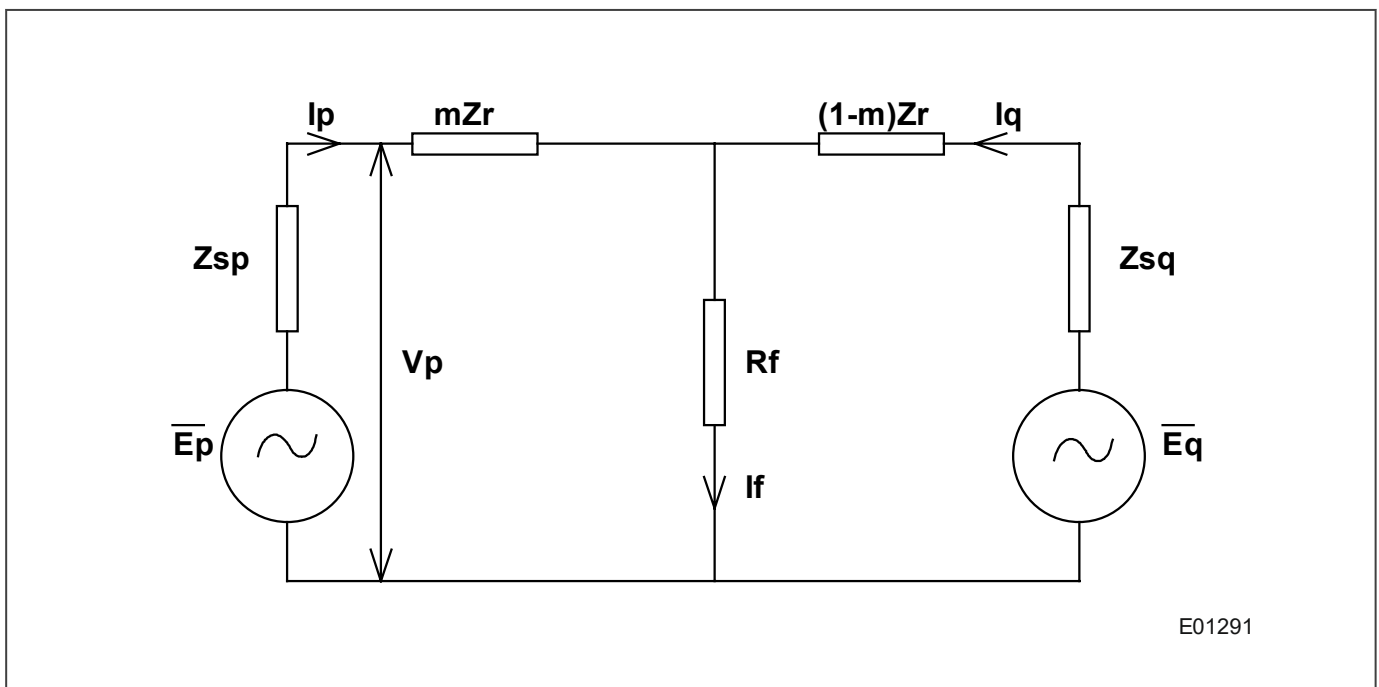 Ip
mZr
(1-m)Zr
Iq
Zsp
Zsq
Vp
Rf
Ep
Eq
If
E01291